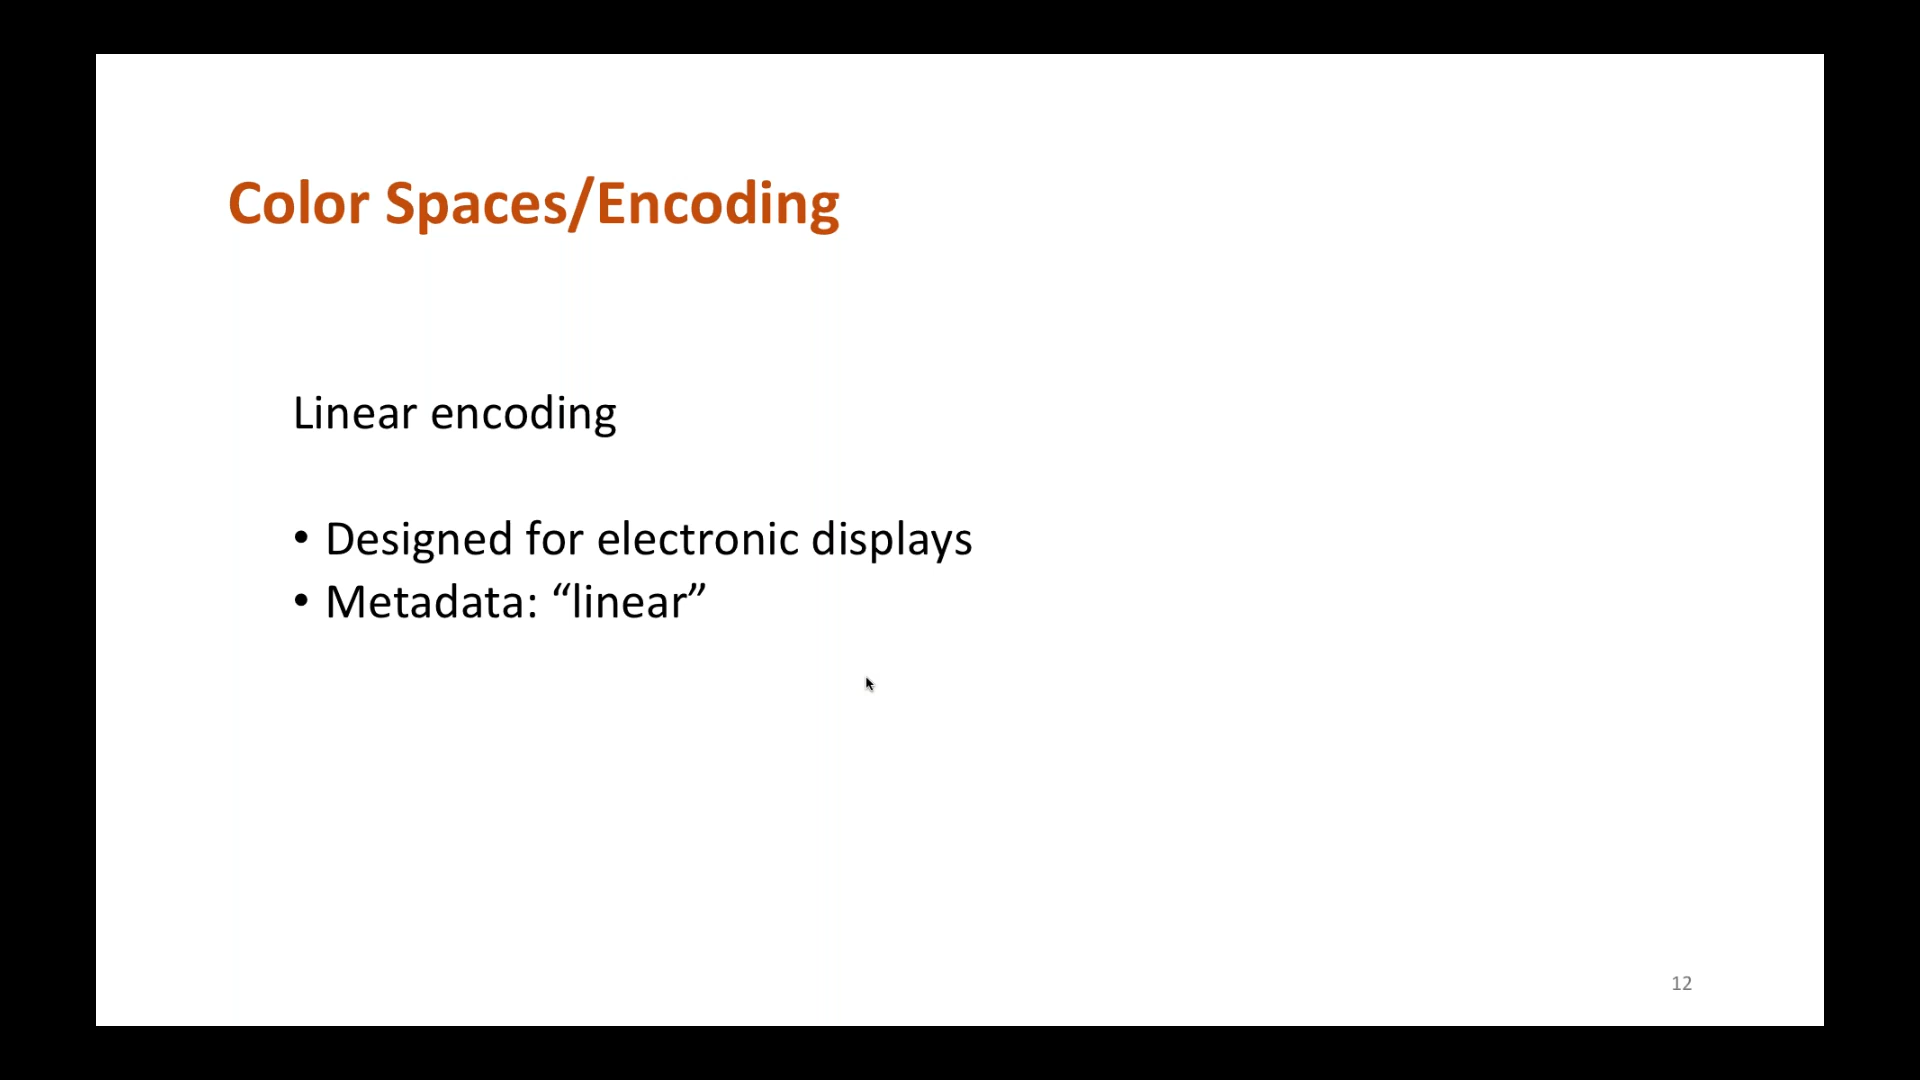 Color Spaces/Encoding
Linear encoding
• Designed for electronic displays
• Metadata: “linear”
12